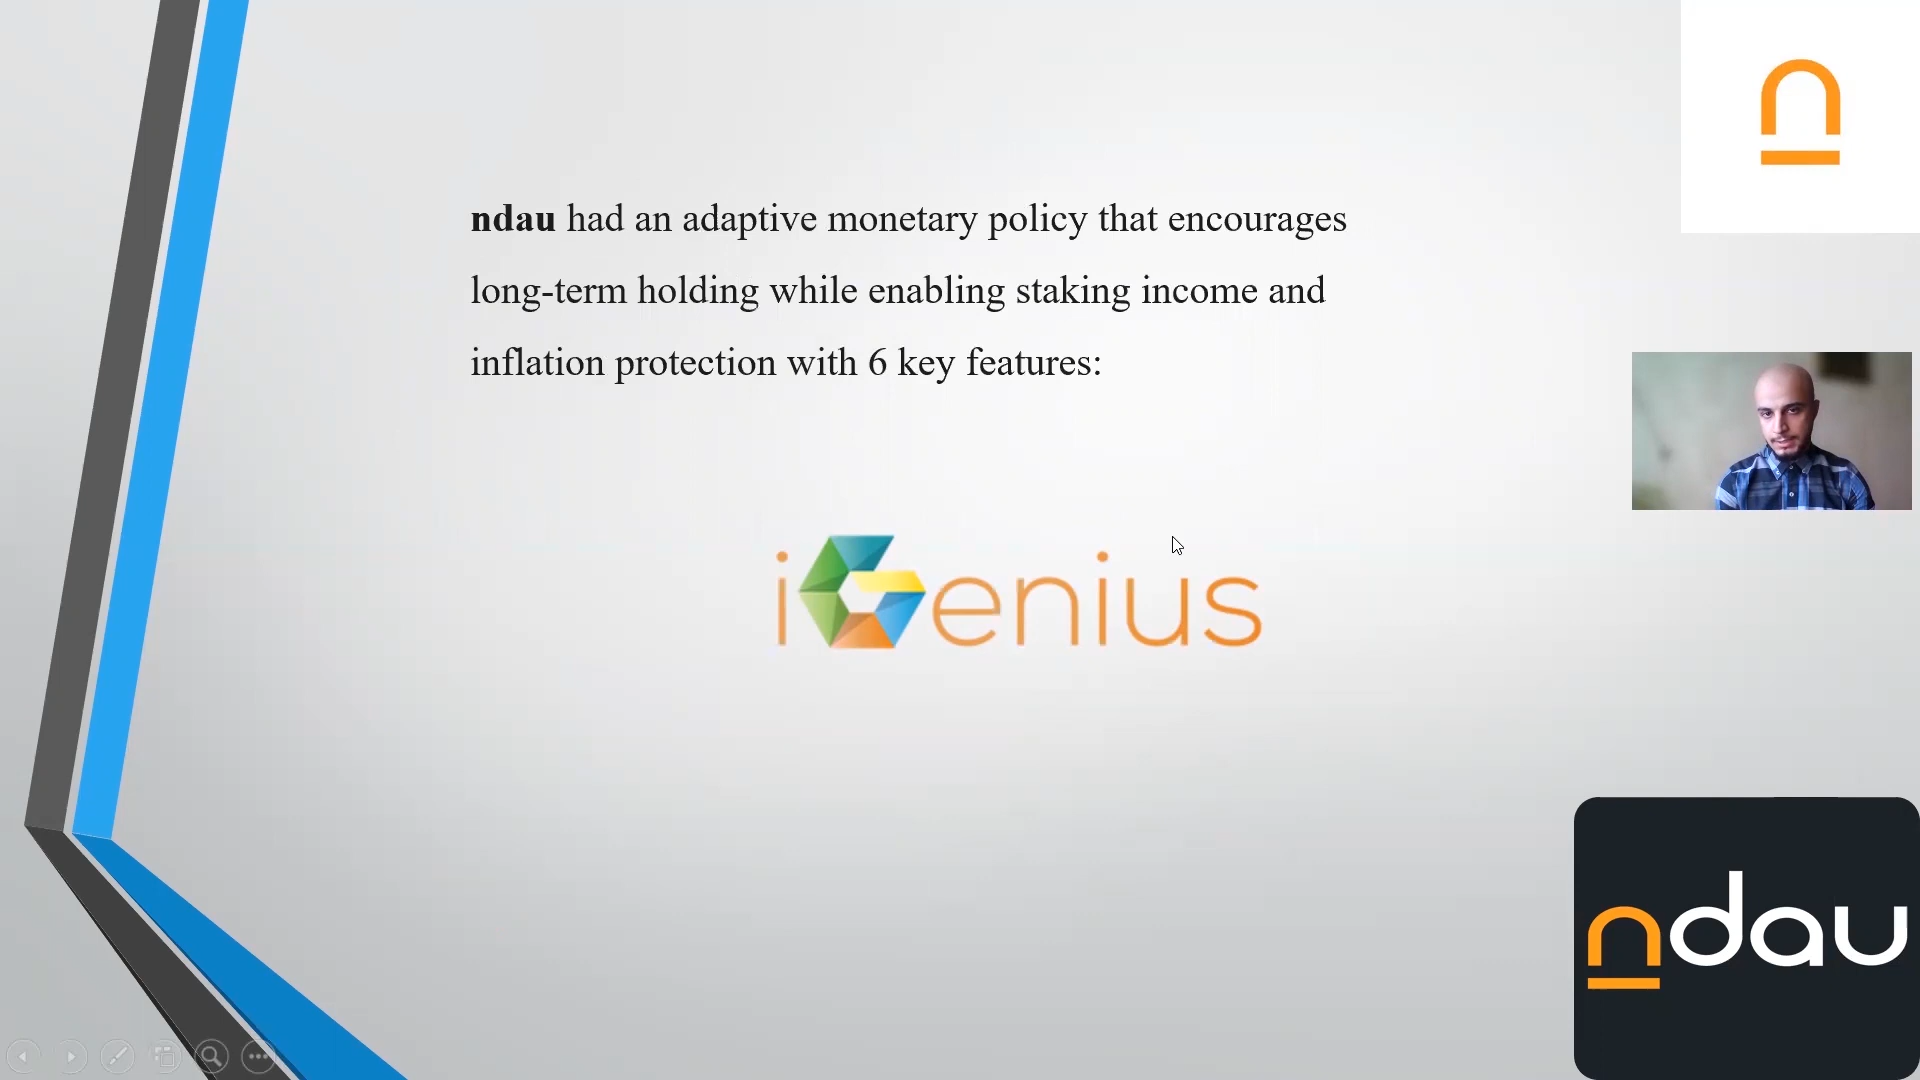 ndau had an adaptive monetary policy that encourages
long-term holding while enabling staking income and
inflation protection with 6 key features:
iGenius
n
ndau